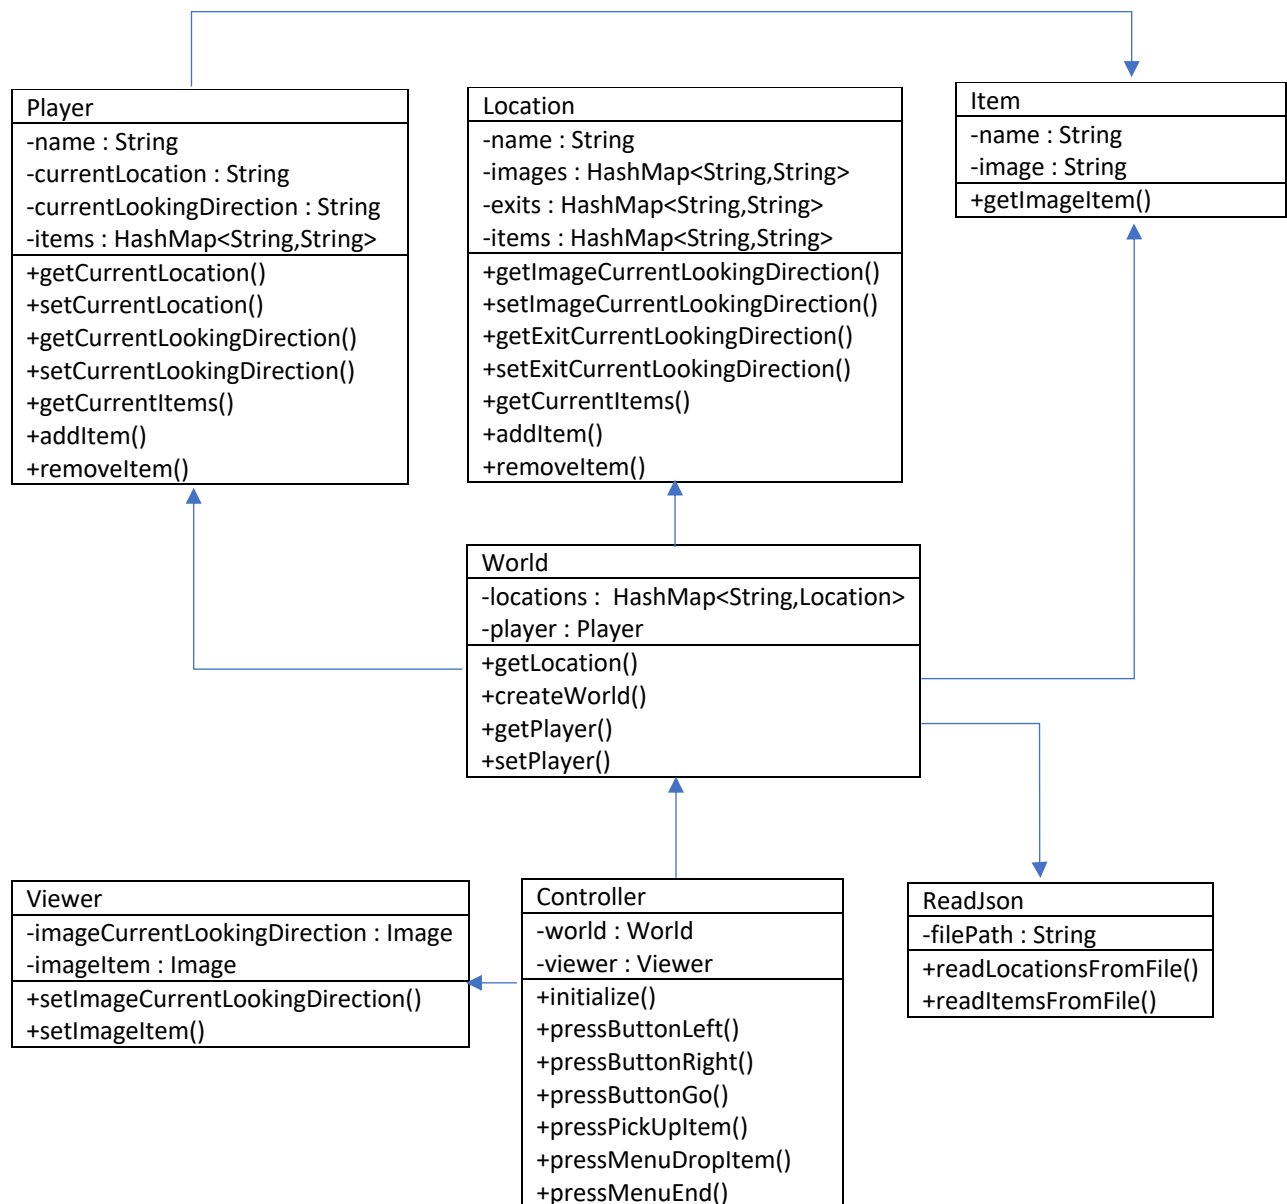 Player
-name : String
-currentLocation : String
-currentLookingDirection : String
-items : HashMap<String,String>
+getCurrentLocation()
+setCurrentLocation()
+getCurrentLookingDirection()
+setCurrentLookingDirection()
+getCurrentItems()
+addItem()
+removeItem()
Location
-name : String
-images : HashMap<String,String>
-exits : HashMap<String,String>
-items : HashMap<String,String>
+getImageCurrentLookingDirection()
+setImageCurrentLookingDirection()
+getExitCurrentLookingDirection()
+setExitCurrentLookingDirection()
+getCurrentItems()
+addItem()
+removeItem()
Item
-name : String
-image : String
+getImageItem()
World
-locations :  HashMap<String,Location>
-player : Player
+getLocation()
+createWorld()
+getPlayer()
+setPlayer()
Viewer
-imageCurrentLookingDirection : Image
-imageItem : Image
+setImageCurrentLookingDirection()
+setImageItem()
Controller
-world : World
-viewer : Viewer
+initialize()
+pressButtonLeft()
+pressButtonRight()
+pressButtonGo()
+pressPickUpItem()
+pressMenuDropItem()
+pressMenuEnd()
ReadJson
-filePath : String
+readLocationsFromFile()
+readItemsFromFile()